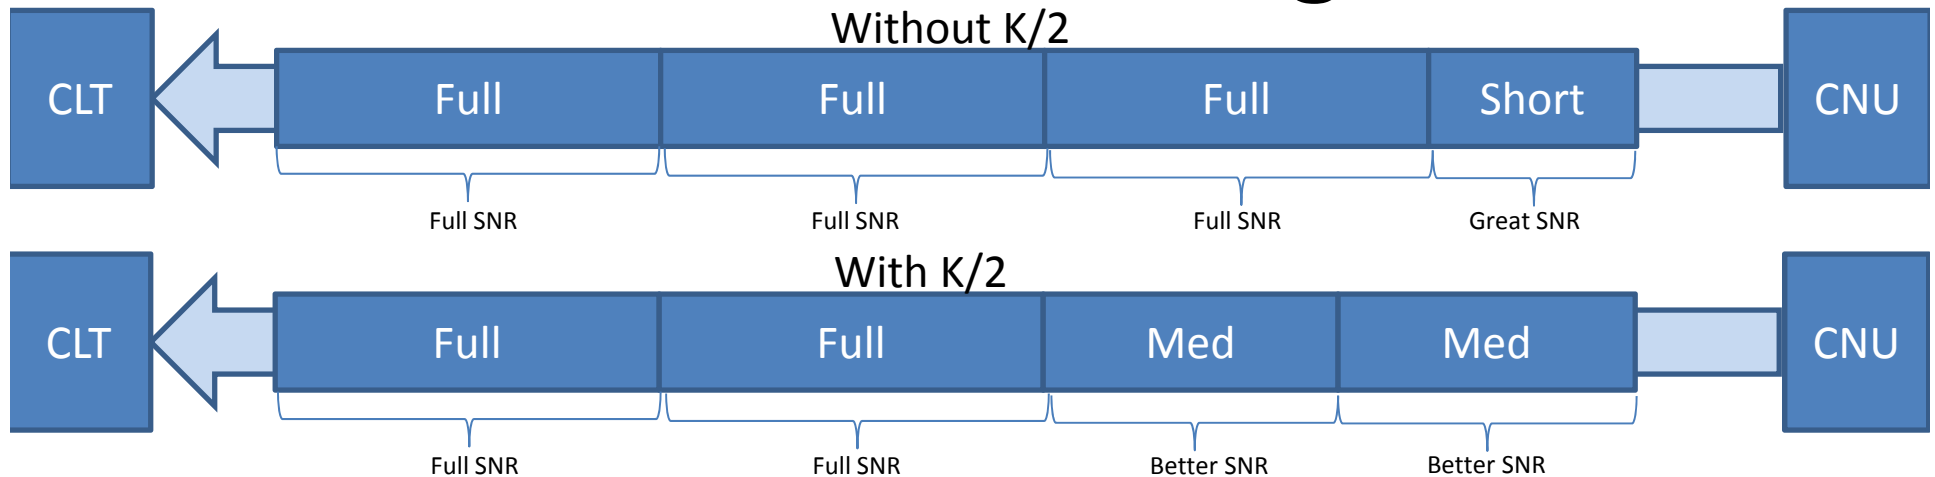 Without K/2
CLT Full Full Full Short CNU
Full SNR Full SNR Full SNR Great SNR
With K/2
CLT Full Full Med Med CNU
Full SNR Full SNR Better SNR Better SNR